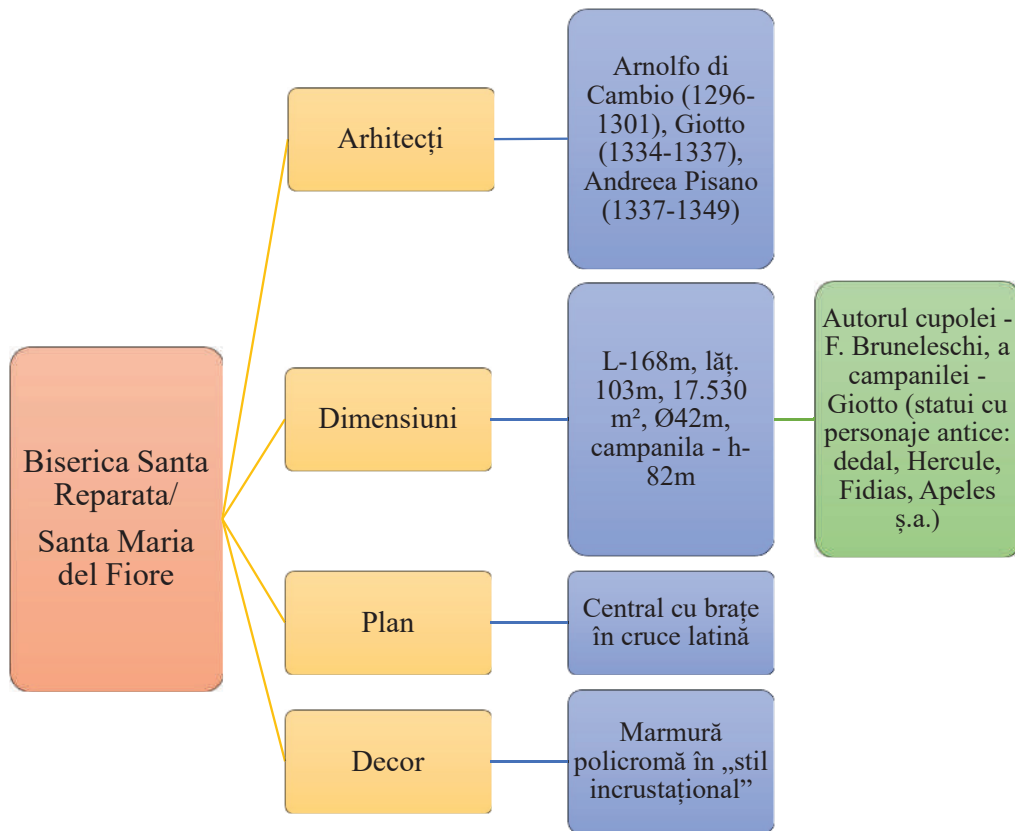 Biserica Santa
Reparata/
Santa Maria
del Fiore
Arhitecți
Arnolfo di
Cambio (1296-
1301), Giotto
(1334-1337),
Andreea Pisano
(1337-1349)
Dimensiuni
L-168m, lăț.
103m, 17.530
m², Ø42m,
campanila - h-
82m
Autorul cupolei -
F. Bruneleschi, a
campanilei -
Giotto (statui cu
personaje antice:
dedal, Hercule,
Fidias, Apeles
ș.a.)
Plan
Central cu brațe
în cruce latină
Decor
Marmură
policromă în „stil
incrustațional”